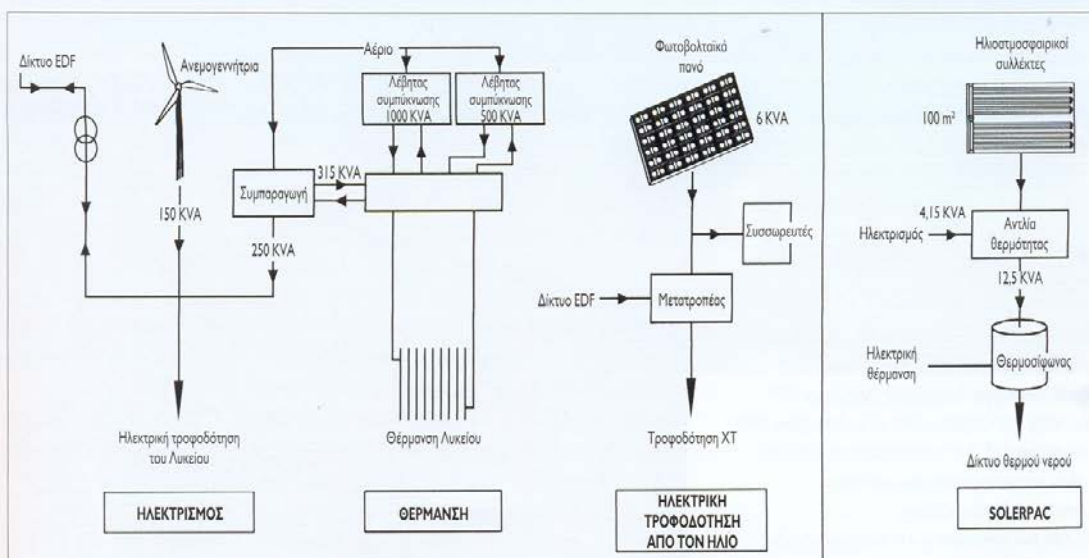 Δίκτυο EDF
Ανεμογεννήτρια
150 KVA
Αέριο
Λέβητας
συμπύκνωσης
1000 KVA
Λέβητας
συμπύκνωσης
500 KVA
Συμπαραγωγή
315 KVA
250 KVA
Ηλεκτρική τροφοδότηση
του Λυκείου
Θέρμανση Λυκείου
ΗΛΕΚΤΡΙΣΜΟΣ
ΘΕΡΜΑΝΣΗ
Φωτοβολταϊκό
πανό
6 KVA
Συσσωρευτές
Δίκτυο EDF
Μετατροπέας
Τροφοδότηση ΧΤ
ΗΛΕΚΤΡΙΚΗ
ΤΡΟΦΟΔΟΤΗΣΗ
ΑΠΟ ΤΟΝ ΗΛΙΟ
Ηλιοατμοσφαιρικοί
συλλέκτες
100 m²
4,15 KVA
Ηλεκτρισμός
Αντλία
θερμότητας
12,5 KVA
Ηλεκτρική
θέρμανση
Θερμοσίφωνας
Δίκτυο θερμού νερού
SOLERPAC